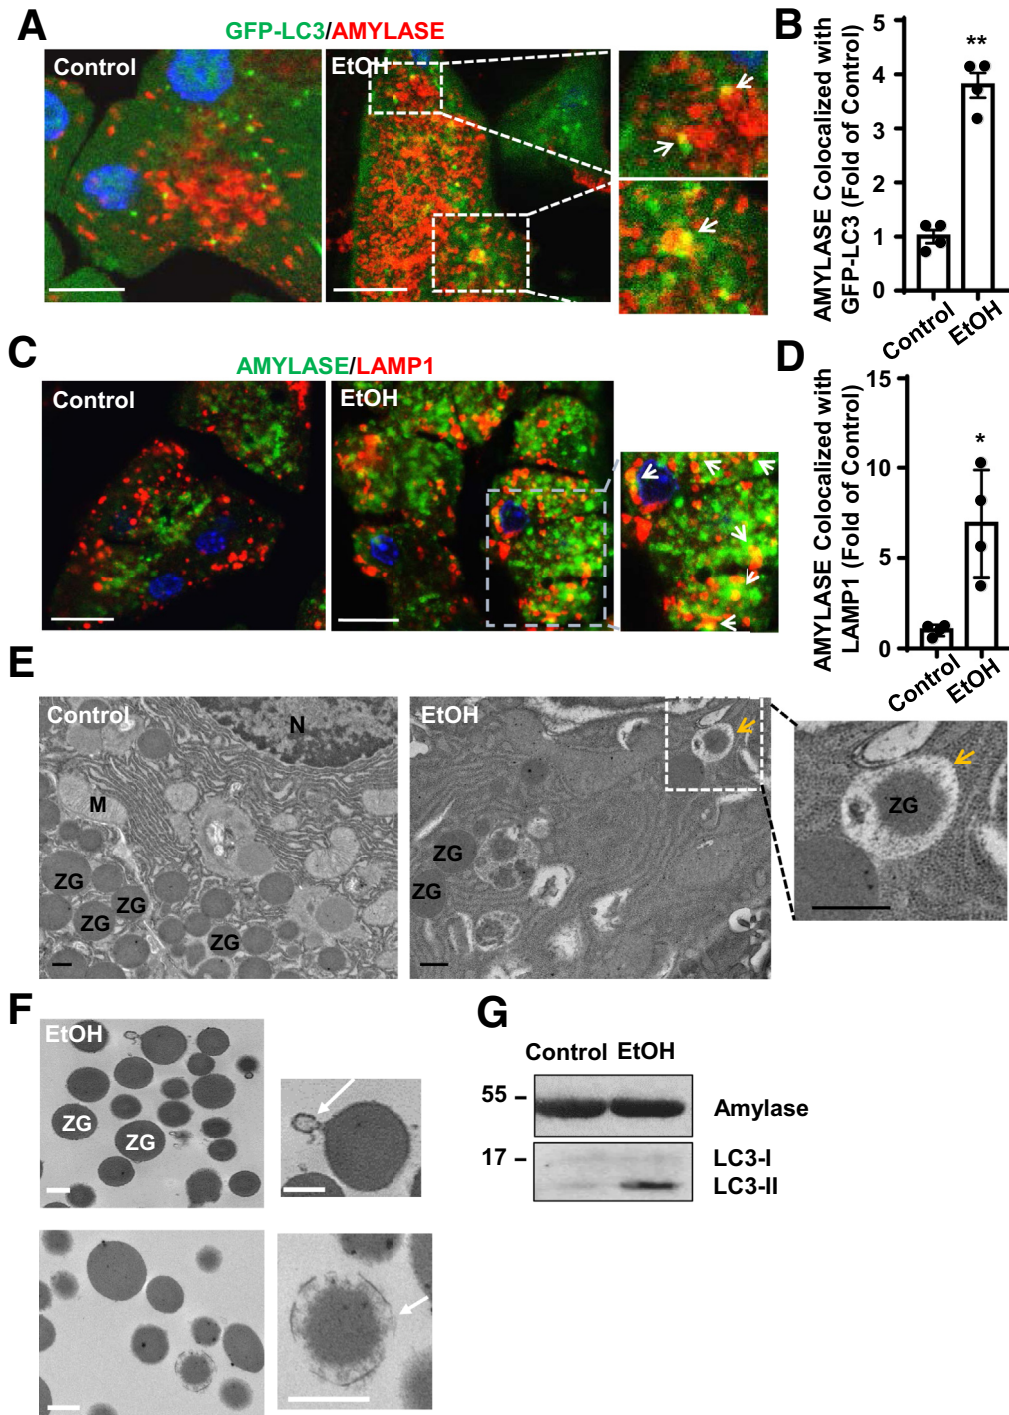 A
GFP-LC3/AMYLASE
Control
EtOH
B
AMYLASE Colocalized with
GFP-LC3 (Fold of Control)
5
4
3
2
1
0
**
Control
EtOH
C
AMYLASE/LAMP1
Control
EtOH
D
AMYLASE Colocalized with
LAMP1 (Fold of Control)
15
10
5
0
*
Control
EtOH
E
Control
N
M
ZG
ZG
ZG
ZG
EtOH
ZG
ZG
ZG
F
EtOH
ZG
ZG
G
Control EtOH
55
Amylase
17
LC3-I
LC3-II